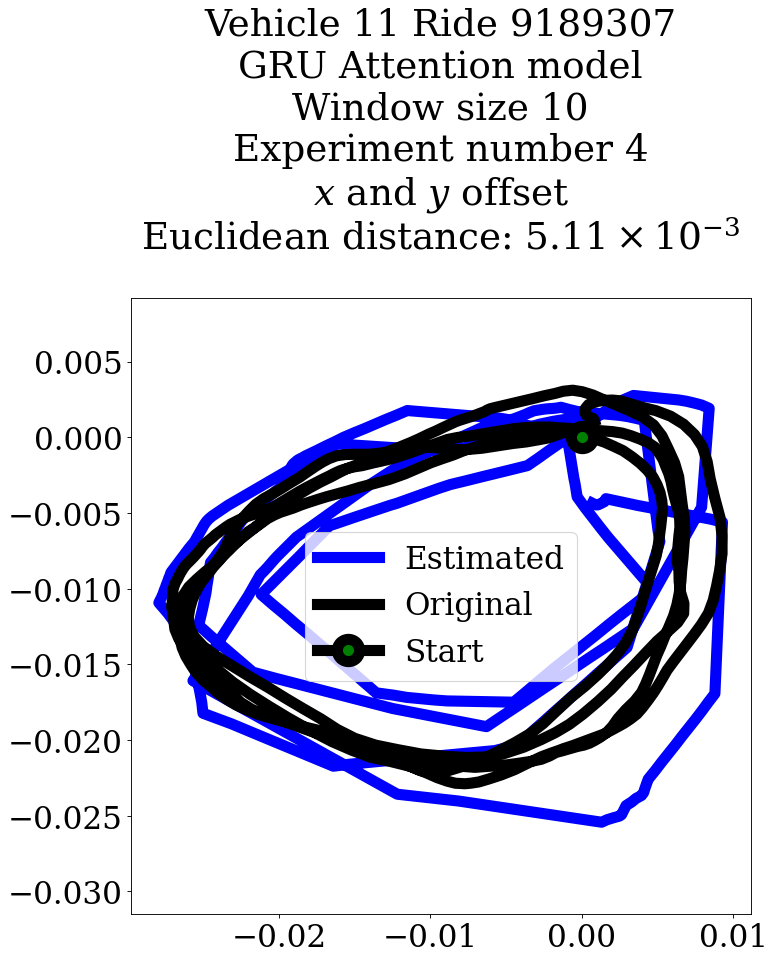 Vehicle 11 Ride 9189307
GRU Attention model
Window size 10
Experiment number 4
x and y offset
Euclidean distance: 5.11 × 10⁻³
0.005
0.000
−0.005
−0.010
−0.015
−0.020
−0.025
−0.030
Estimated
Original
Start
−0.02 −0.01 0.00 0.01